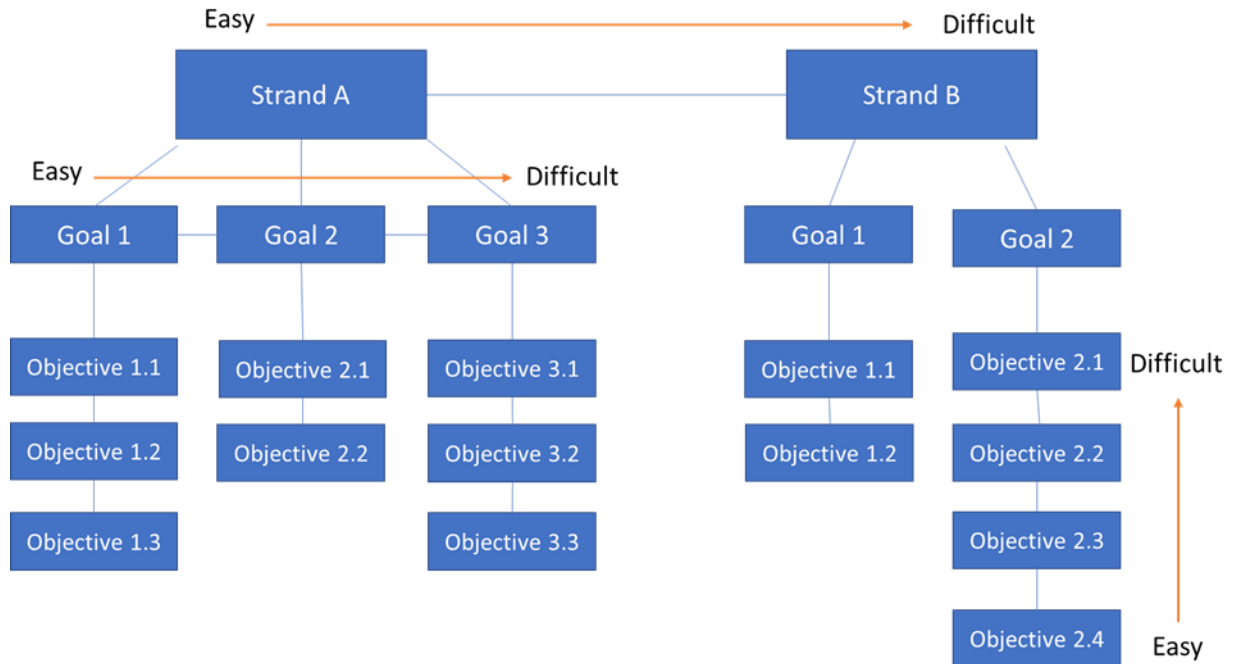 Easy
Difficult
Strand A
Strand B
Easy
Difficult
Goal 1
Goal 2
Goal 3
Goal 1
Goal 2
Objective 1.1
Objective 2.1
Objective 3.1
Objective 1.1
Objective 2.1
Difficult
Objective 1.2
Objective 2.2
Objective 3.2
Objective 1.2
Objective 2.2
Objective 1.3
Objective 3.3
Objective 2.3
Objective 2.4
Easy